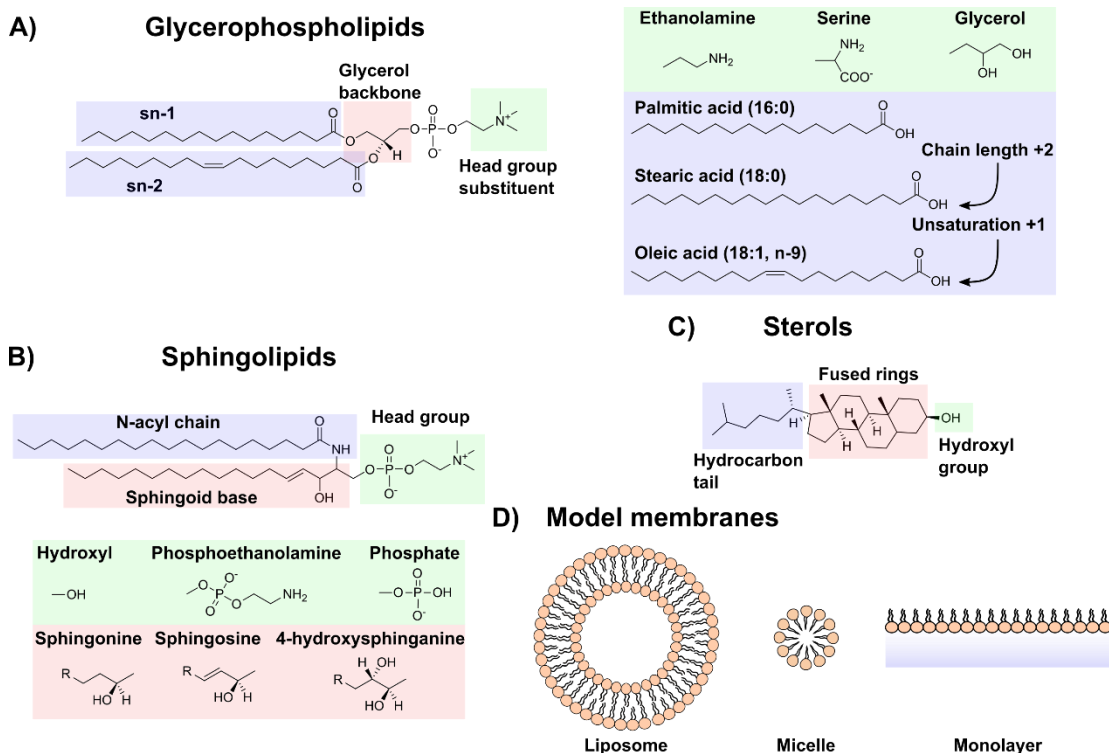 A)
Glycerophospholipids
Glycerol
backbone
sn-1
O
O
O
O
P
O
O
O-
N+
H
O
sn-2
Head group
substituent
Ethanolamine
Serine
Glycerol
NH2
NH2
COO-
OH
OH
Palmitic acid (16:0)
O
OH
Chain length +2
Stearic acid (18:0)
O
OH
Unsaturation +1
Oleic acid (18:1, n-9)
O
OH
B)
Sphingolipids
N-acyl chain
Head group
O
NH
O
O
P
O
O-
N+
OH
Sphingoid base
Hydroxyl
Phosphoethanolamine
Phosphate
OH
O
O-
P
O
O
NH2
O
O
P
OH
O-
Sphingonine
Sphingosine
4-hydroxysphinganine
R
HO
H
R
HO
H
R
H
OH
HO
H
C)
Sterols
Fused rings
H
H
H
H
OH
Hydrocarbon
tail
Hydroxyl
group
D)
Model membranes
Liposome
Micelle
Monolayer